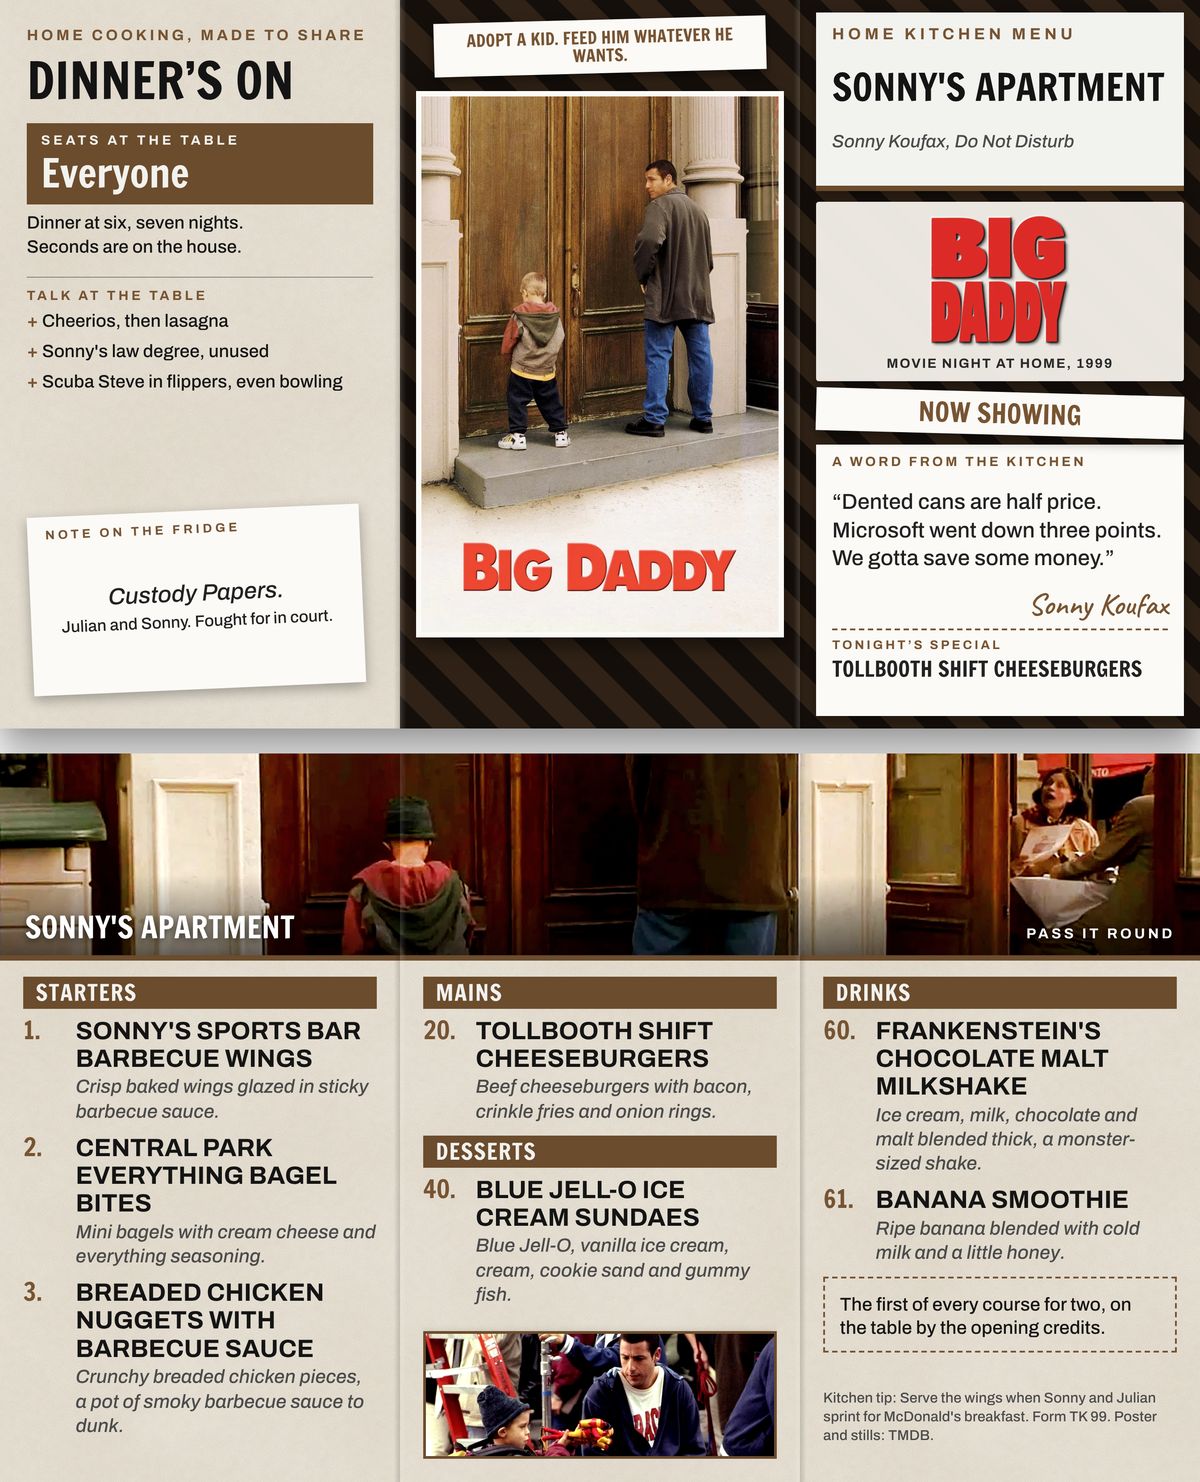 HOME COOKING, MADE TO SHARE
DINNER’S ON
SEATS AT THE TABLE
Everyone
Dinner at six, seven nights.
Seconds are on the house.
TALK AT THE TABLE
+ Cheerios, then lasagna
+ Sonny's law degree, unused
+ Scuba Steve in flippers, even bowling
NOTE ON THE FRIDGE
Custody Papers.
Julian and Sonny. Fought for in court.
ADOPT A KID. FEED HIM WHATEVER HE
WANTS.
BIG DADDY
HOME KITCHEN MENU
SONNY'S APARTMENT
Sonny Koufax, Do Not Disturb
BIG
DADDY
MOVIE NIGHT AT HOME, 1999
NOW SHOWING
A WORD FROM THE KITCHEN
“Dented cans are half price.
Microsoft went down three points.
We gotta save some money.”
Sonny Koufax
TONIGHT’S SPECIAL
TOLLBOOTH SHIFT CHEESEBURGERS
SONNY'S APARTMENT
PASS IT ROUND
STARTERS
1. SONNY'S SPORTS BAR
BARBECUE WINGS
Crisp baked wings glazed in sticky
barbecue sauce.
2. CENTRAL PARK
EVERYTHING BAGEL
BITES
Mini bagels with cream cheese and
everything seasoning.
3. BREADED CHICKEN
NUGGETS WITH
BARBECUE SAUCE
Crunchy breaded chicken pieces,
a pot of smoky barbecue sauce to
dunk.
MAINS
20. TOLLBOOTH SHIFT
CHEESEBURGERS
Beef cheeseburgers with bacon,
crinkle fries and onion rings.
DESSERTS
40. BLUE JELL-O ICE
CREAM SUNDAES
Blue Jell-O, vanilla ice cream,
cream, cookie sand and gummy
fish.
DRINKS
60. FRANKENSTEIN'S
CHOCOLATE MALT
MILKSHAKE
Ice cream, milk, chocolate and
malt blended thick, a monster-
sized shake.
61. BANANA SMOOTHIE
Ripe banana blended with cold
milk and a little honey.
The first of every course for two, on
the table by the opening credits.
Kitchen tip: Serve the wings when Sonny and Julian
sprint for McDonald's breakfast. Form TK 99. Poster
and stills: TMDB.